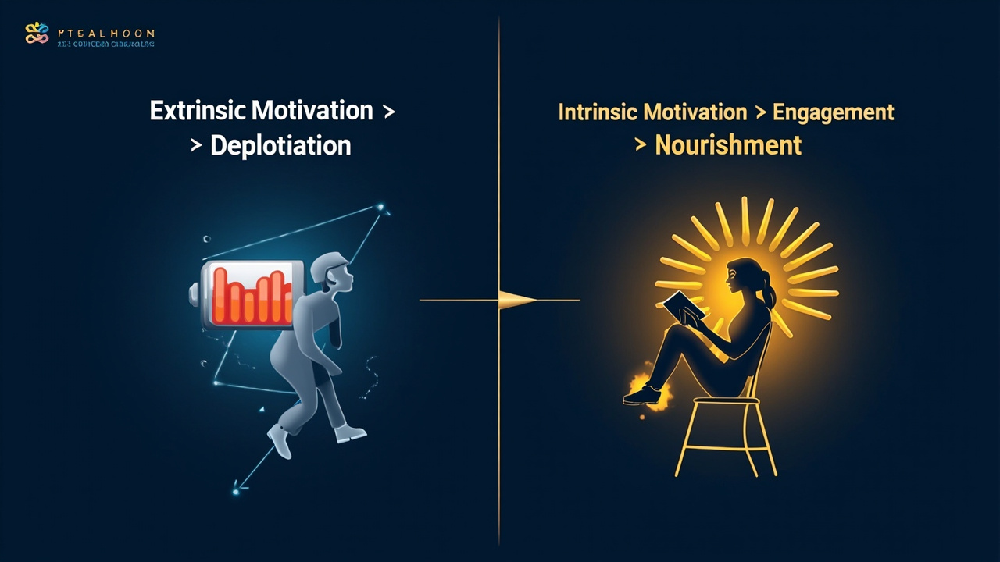 PTEALHOON
Extrinsic Motivation >
> Deplotiation
Intrinsic Motivation > Engagement
> Nourishment